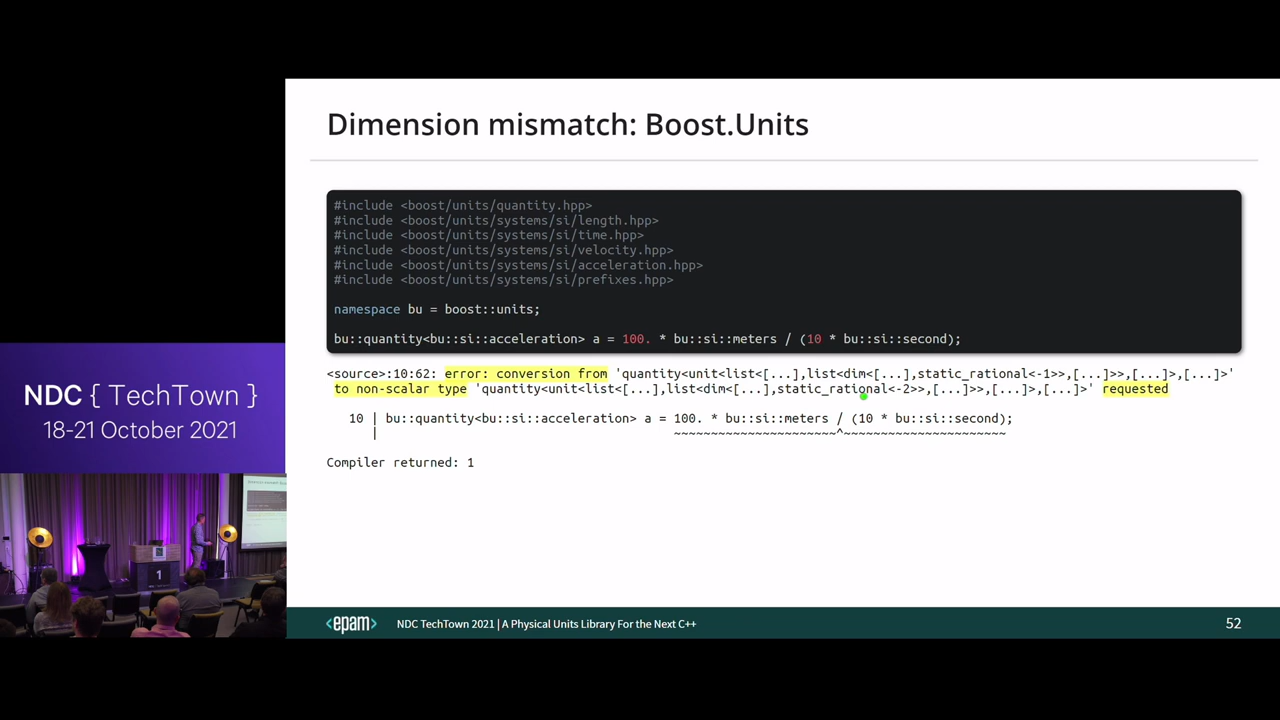 Dimension mismatch: Boost.Units
#include <boost/units/quantity.hpp>
#include <boost/units/systems/si/length.hpp>
#include <boost/units/systems/si/time.hpp>
#include <boost/units/systems/si/velocity.hpp>
#include <boost/units/systems/si/acceleration.hpp>
#include <boost/units/systems/si/prefixes.hpp>
namespace bu = boost::units;
bu::quantity<bu::si::acceleration> a = 100. * bu::si::meters / (10 * bu::si::second);
<source>:10:62: error: conversion from 'quantity<unit<list<[...],list<dim<[...],static_rational<-1>>,[...]>>,[...]>,[...]>'
to non-scalar type 'quantity<unit<list<[...],list<dim<[...],static_rational<-2>>,[...]>>,[...]>,[...]>' requested
10 | bu::quantity<bu::si::acceleration> a = 100. * bu::si::meters / (10 * bu::si::second);
| ~~~~~~~~~~~~~~~~~~~~~~^~~~~~~~~~~~~~~~~~~~~~
Compiler returned: 1
NDC { TechTown }
18-21 October 2021
1
<epam>
NDC TechTown 2021 | A Physical Units Library For the Next C++
52